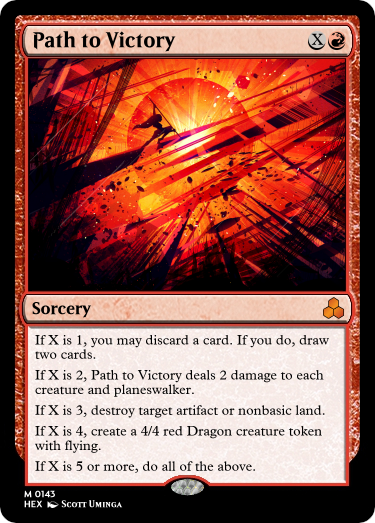 Path to Victory X R
Sorcery
If X is 1, you may discard a card. If you do, draw
two cards.
If X is 2, Path to Victory deals 2 damage to each
creature and planeswalker.
If X is 3, destroy target artifact or nonbasic land.
If X is 4, create a 4/4 red Dragon creature token
with flying.
If X is 5 or more, do all of the above.
M 0143
HEX Scott Uminga